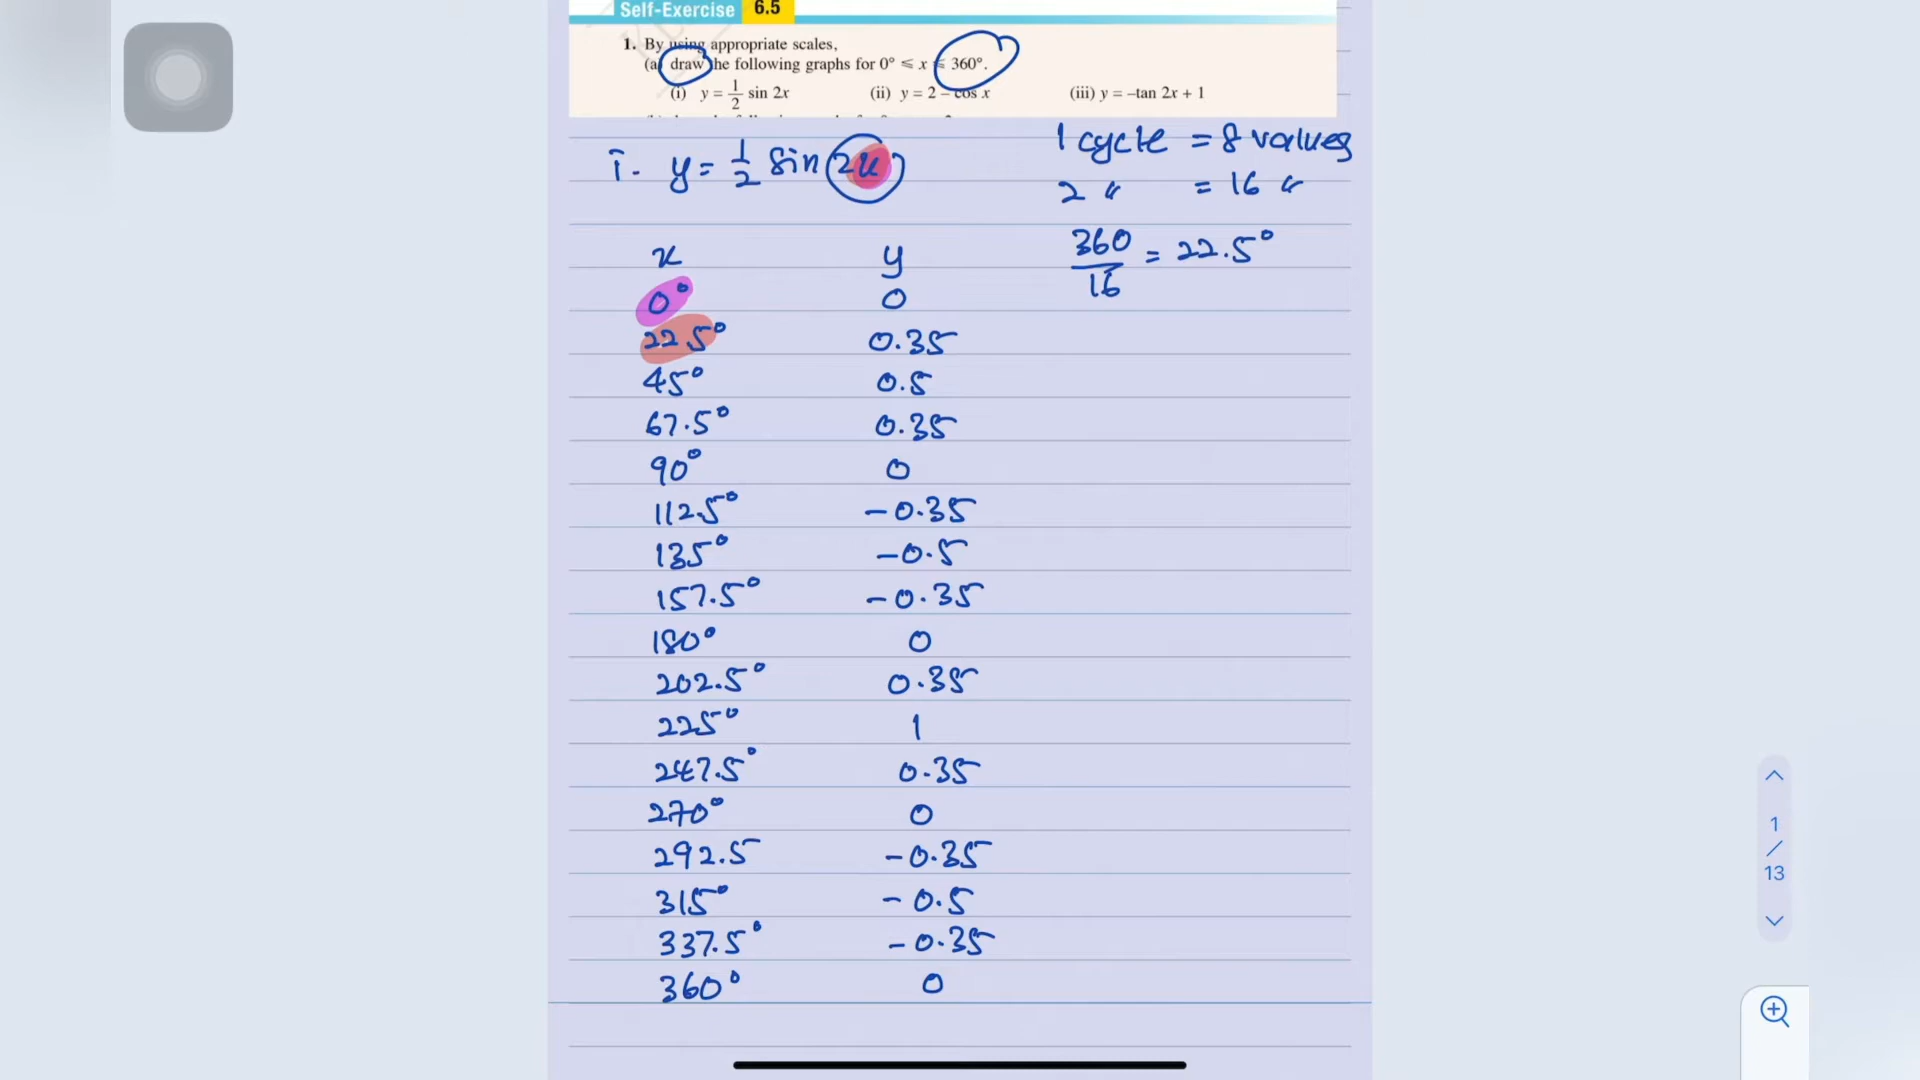 Self-Exercise 6.5
1. By using appropriate scales,
(a) draw the following graphs for 0° ⩽ x ⩽ 360°.
(i) y = 1/2 sin 2x (ii) y = 2 – cos x (iii) y = –tan 2x + 1
i. y = 1/2 sin 2x
1 cycle = 8 values
2 " = 16 "
360/16 = 22.5°
x y
0° 0
22.5° 0.35
45° 0.5
67.5° 0.35
90° 0
112.5° -0.35
135° -0.5
157.5° -0.35
180° 0
202.5° 0.35
225° 1
247.5° 0.35
270° 0
292.5 -0.35
315° -0.5
337.5° -0.35
360° 0
1
/
13